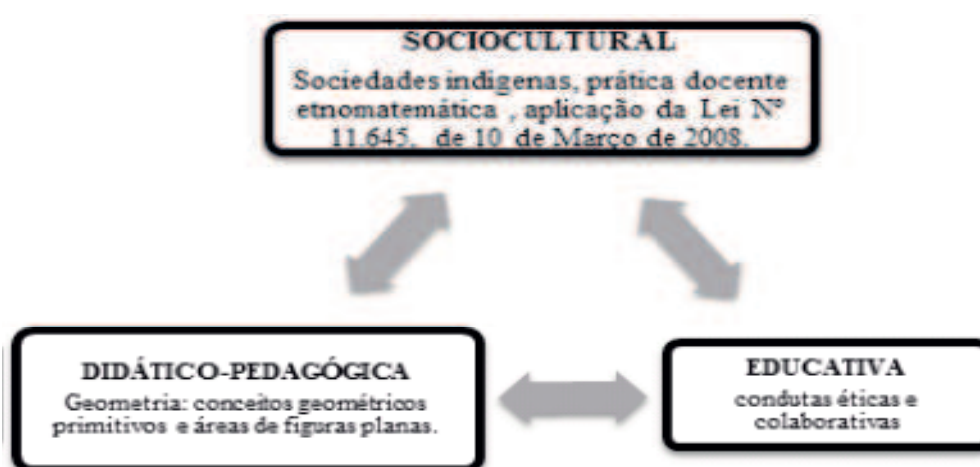 SOCIOCULTURAL
Sociedades indígenas, prática docente
etnomatemática , aplicação da Lei Nº
11.645, de 10 de Março de 2008.
DIDÁTICO-PEDAGÓGICA
Geometria: conceitos geométricos
primitivos e áreas de figuras planas.
EDUCATIVA
condutas éticas e
colaborativas